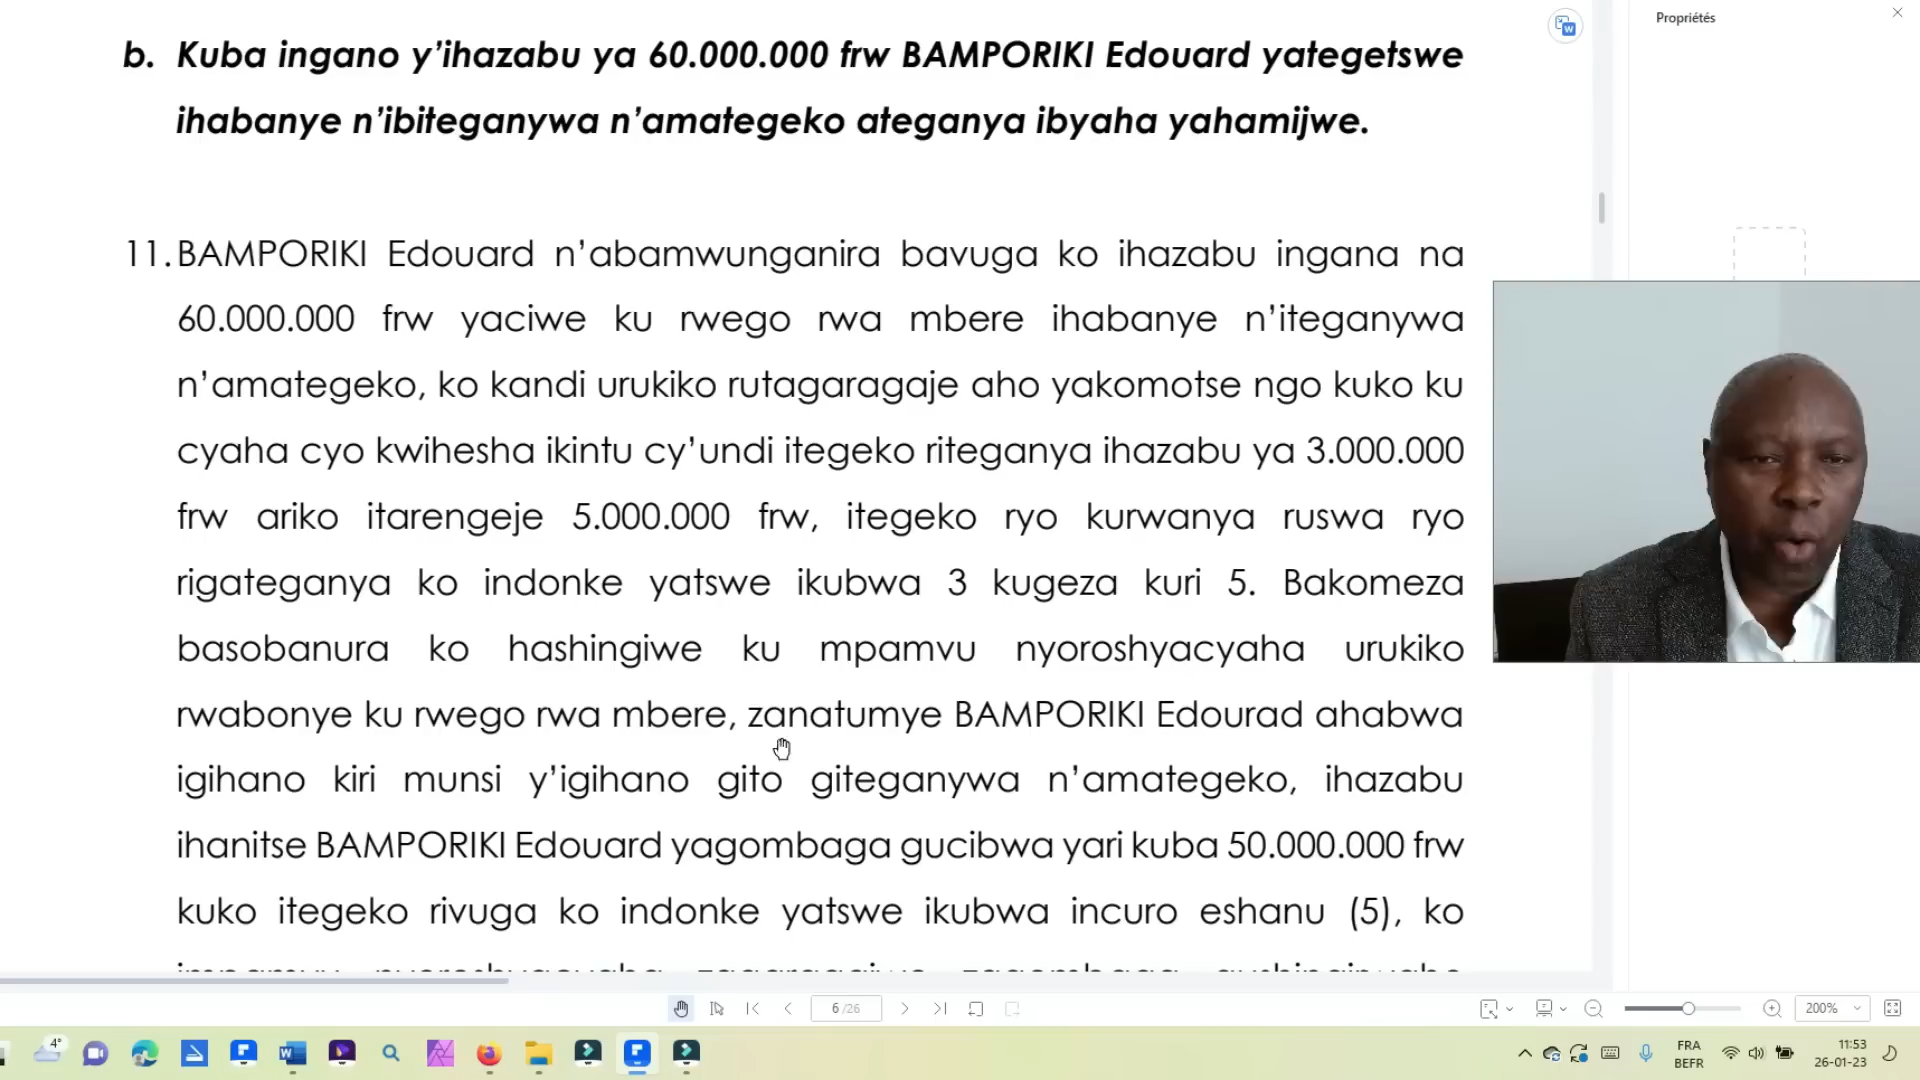 Propriétés
b. Kuba ingano y’ihazabu ya 60.000.000 frw BAMPORIKI Edouard yategetswe
ihabanye n’ibiteganywa n’amategeko ateganya ibyaha yahamijwe.
11. BAMPORIKI Edouard n’abamwunganira bavuga ko ihazabu ingana na
60.000.000 frw yaciwe ku rwego rwa mbere ihabanye n’iteganywa
n’amategeko, ko kandi urukiko rutagaragaje aho yakomotse ngo kuko ku
cyaha cyo kwihesha ikintu cy’undi itegeko riteganya ihazabu ya 3.000.000
frw ariko itarengeje 5.000.000 frw, itegeko ryo kurwanya ruswa ryo
rigateganya ko indonke yatswe ikubwa 3 kugeza kuri 5. Bakomeza
basobanura ko hashingiwe ku mpamvu nyoroshyacyaha urukiko
rwabonye ku rwego rwa mbere, zanatumye BAMPORIKI Edourad ahabwa
igihano kiri munsi y’igihano gito giteganywa n’amategeko, ihazabu
ihanitse BAMPORIKI Edouard yagombaga gucibwa yari kuba 50.000.000 frw
kuko itegeko rivuga ko indonke yatswe ikubwa incuro eshanu (5), ko
6 /26
200%
4°
FRA
BEFR
11:53
26-01-23